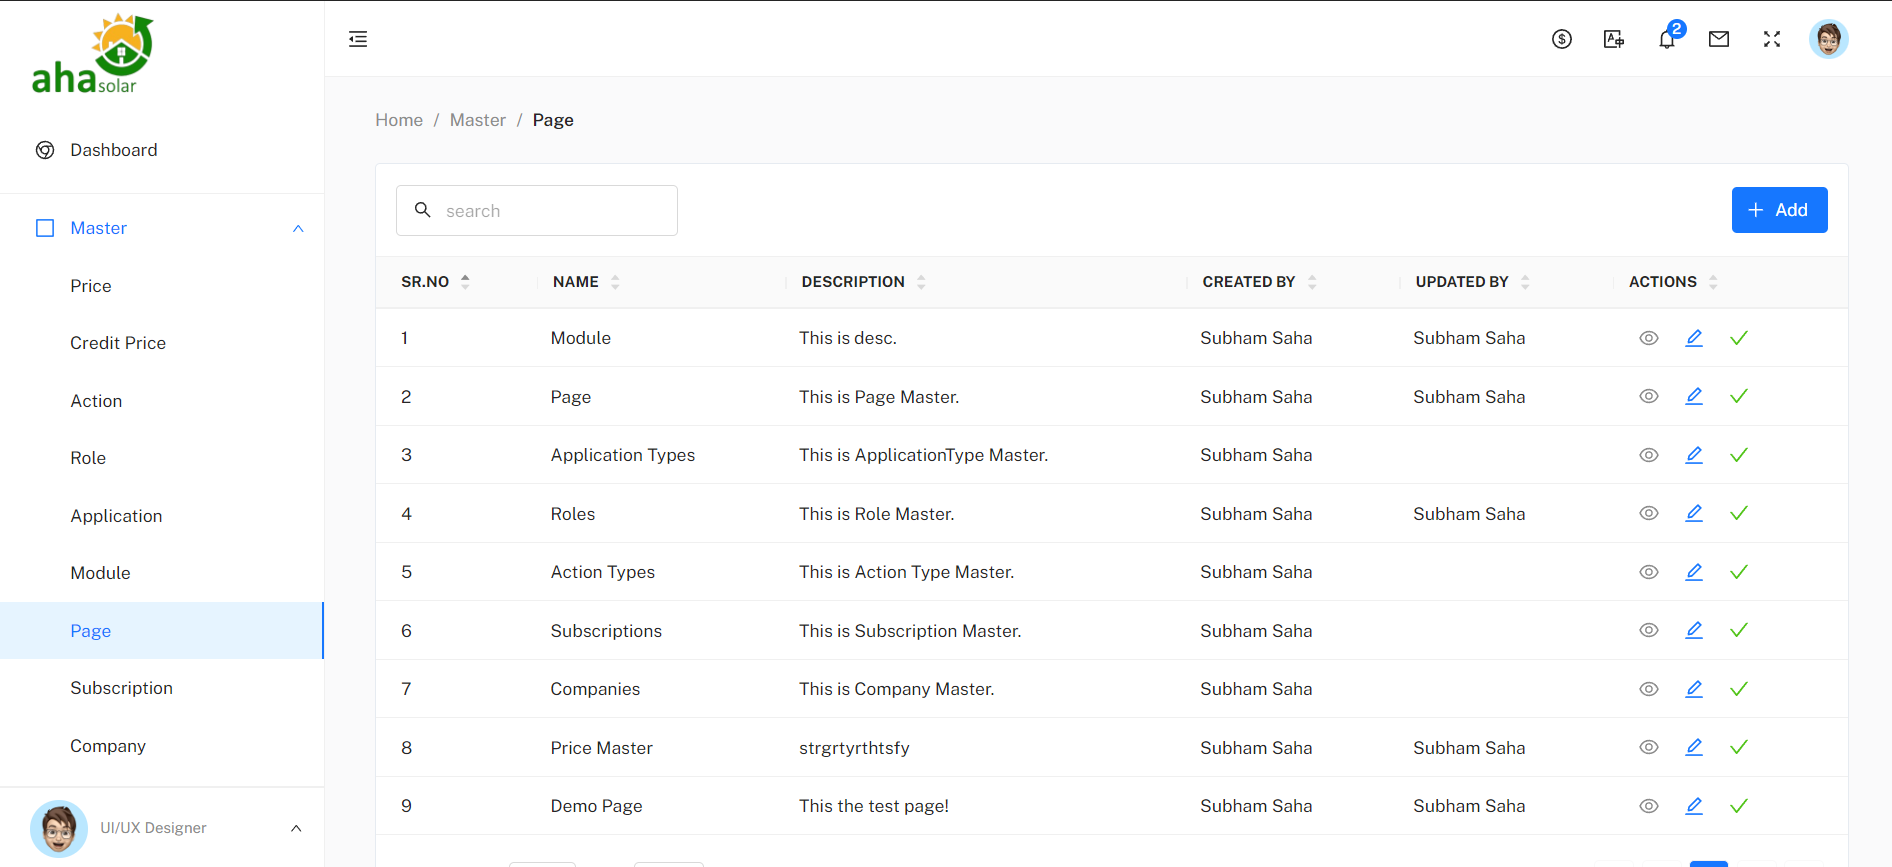 aha solar
2
Dashboard
Master
Price
Credit Price
Action
Role
Application
Module
Page
Subscription
Company
UI/UX Designer
Home / Master / Page
search
+ Add
SR.NO NAME DESCRIPTION CREATED BY UPDATED BY ACTIONS
1 Module This is desc. Subham Saha Subham Saha
2 Page This is Page Master. Subham Saha Subham Saha
3 Application Types This is ApplicationType Master. Subham Saha
4 Roles This is Role Master. Subham Saha Subham Saha
5 Action Types This is Action Type Master. Subham Saha
6 Subscriptions This is Subscription Master. Subham Saha
7 Companies This is Company Master. Subham Saha
8 Price Master strgrtyrthtsfy Subham Saha Subham Saha
9 Demo Page This the test page! Subham Saha Subham Saha